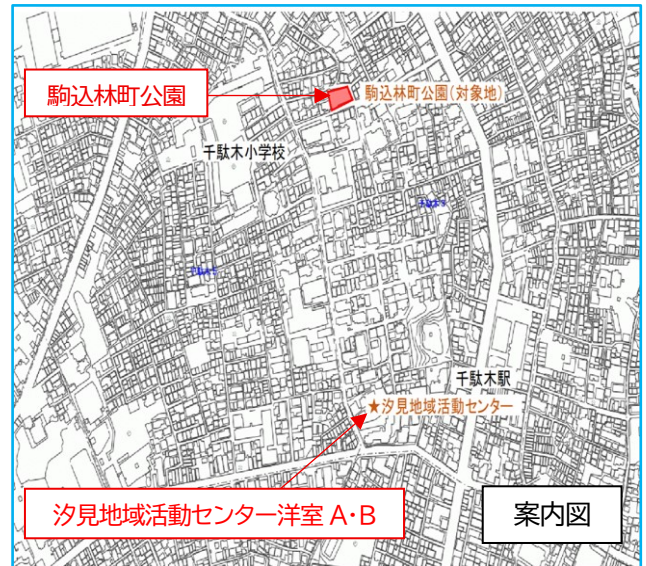 駒込林町公園
駒込林町公園(対象地)
千駄木小学校
千駄木駅
★汐見地域活動センター
汐見地域活動センター洋室 A・B
案内図